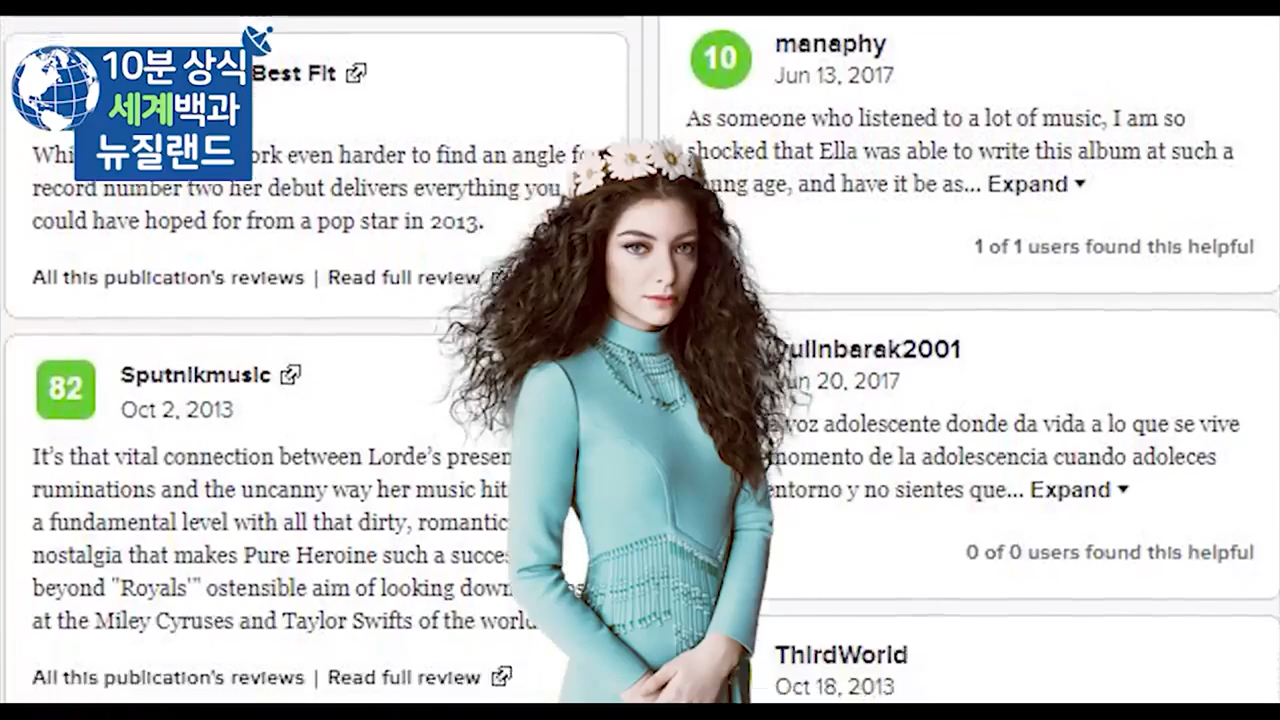 10분 상식
세계백과
뉴질랜드
Best Fit
Whi ork even harder to find an angle f
record number two her debut delivers everything you
could have hoped for from a pop star in 2013.
All this publication's reviews | Read full review
82
Sputnikmusic
Oct 2, 2013
It's that vital connection between Lorde's presen
ruminations and the uncanny way her music hit
a fundamental level with all that dirty, romantic
nostalgia that makes Pure Heroine such a succes
beyond "Royals'" ostensible aim of looking down
at the Miley Cyruses and Taylor Swifts of the world
All this publication's reviews | Read full review
10
manaphy
Jun 13, 2017
As someone who listened to a lot of music, I am so
shocked that Ella was able to write this album at such a
ung age, and have it be as... Expand
1 of 1 users found this helpful
yulinbarak2001
un 20, 2017
voz adolescente donde da vida a lo que se vive
momento de la adolescencia cuando adoleces
entorno y no sientes que... Expand
0 of 0 users found this helpful
ThirdWorld
Oct 18, 2013